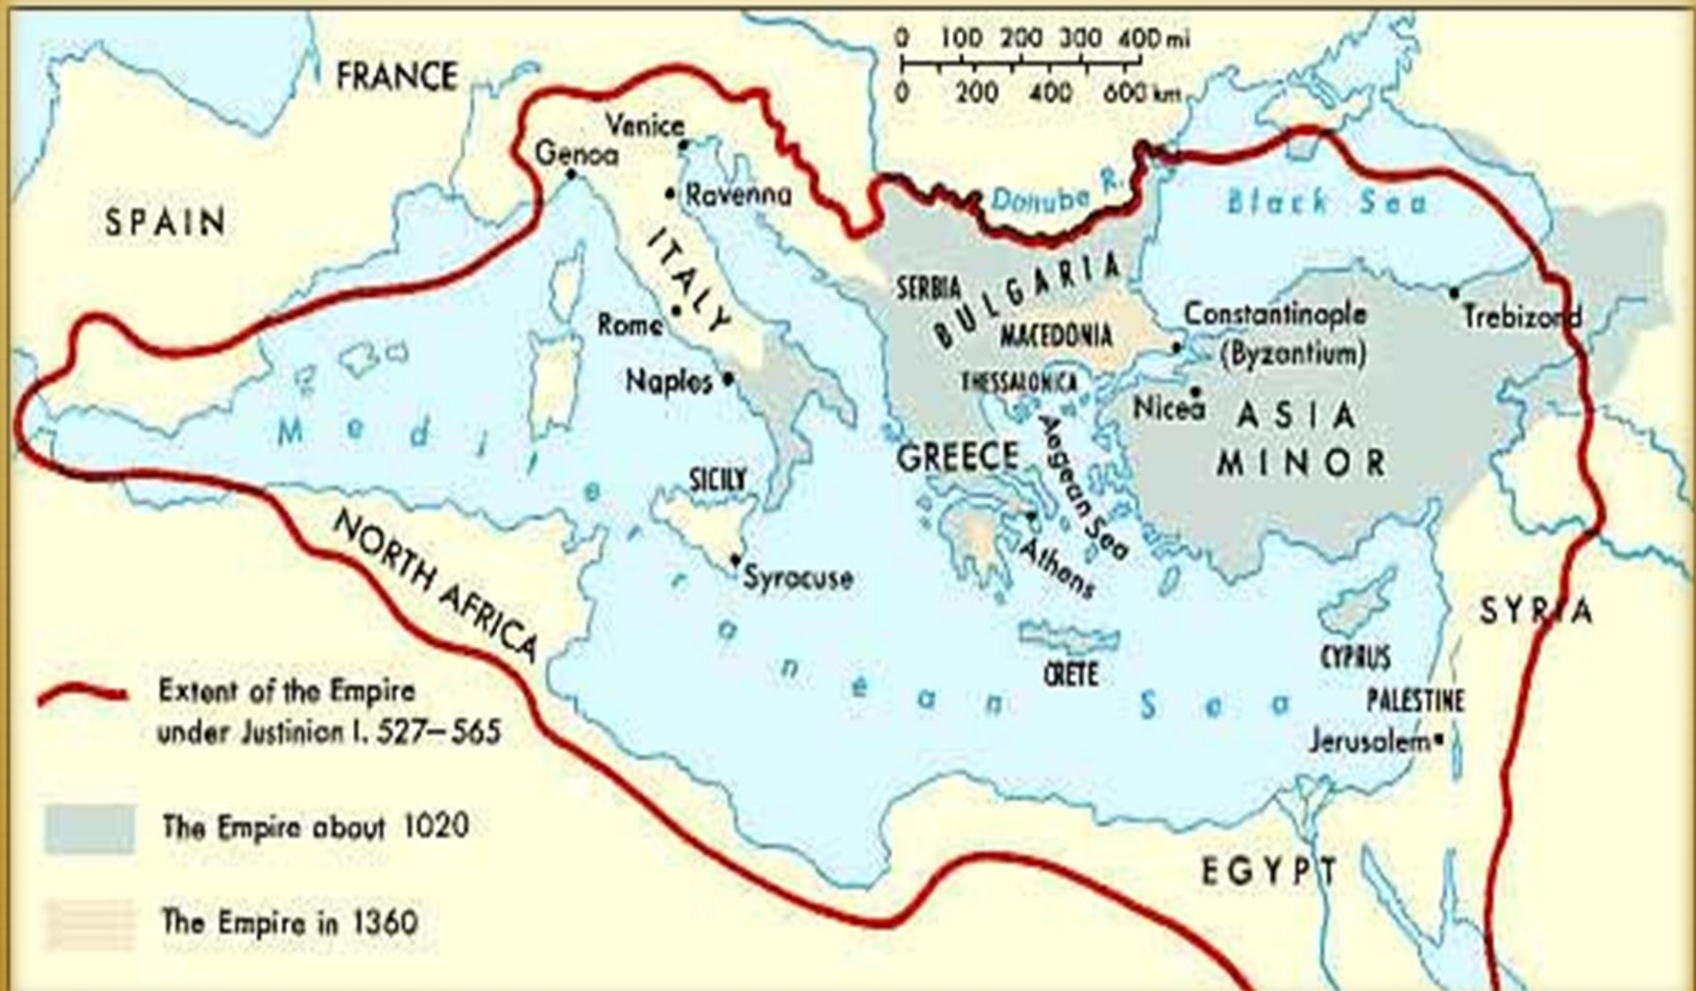 0 100 200 300 400 mi
0 200 400 600 km
FRANCE
Venice
Genoa
Ravenna
SPAIN
ITALY
Danube R.
Black Sea
SERBIA
BULGARIA
MACEDONIA
Constantinople
(Byzantium)
Trebizond
Rome
Naples
THESSALONICA
Nicea
ASIA
MINOR
Mediterranean Sea
GREECE
Aegean Sea
SICILY
Athens
Syracuse
NORTH AFRICA
SYRIA
CYPRUS
CRETE
PALESTINE
Jerusalem
EGYPT
Extent of the Empire
under Justinian I. 527–565
The Empire about 1020
The Empire in 1360